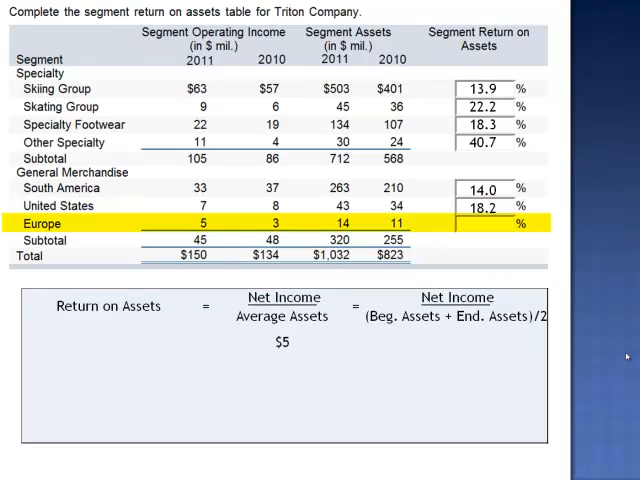 Complete the segment return on assets table for Triton Company.
Segment Operating Income Segment Assets Segment Return on
(in $ mil.) (in $ mil.) Assets
Segment 2011 2010 2011 2010
Specialty
Skiing Group $63 $57 $503 $401 13.9 %
Skating Group 9 6 45 36 22.2 %
Specialty Footwear 22 19 134 107 18.3 %
Other Specialty 11 4 30 24 40.7 %
Subtotal 105 86 712 568
General Merchandise
South America 33 37 263 210 14.0 %
United States 7 8 43 34 18.2 %
Europe 5 3 14 11 %
Subtotal 45 48 320 255
Total $150 $134 $1,032 $823
Return on Assets = Net Income = Net Income
Average Assets (Beg. Assets + End. Assets)/2
$5